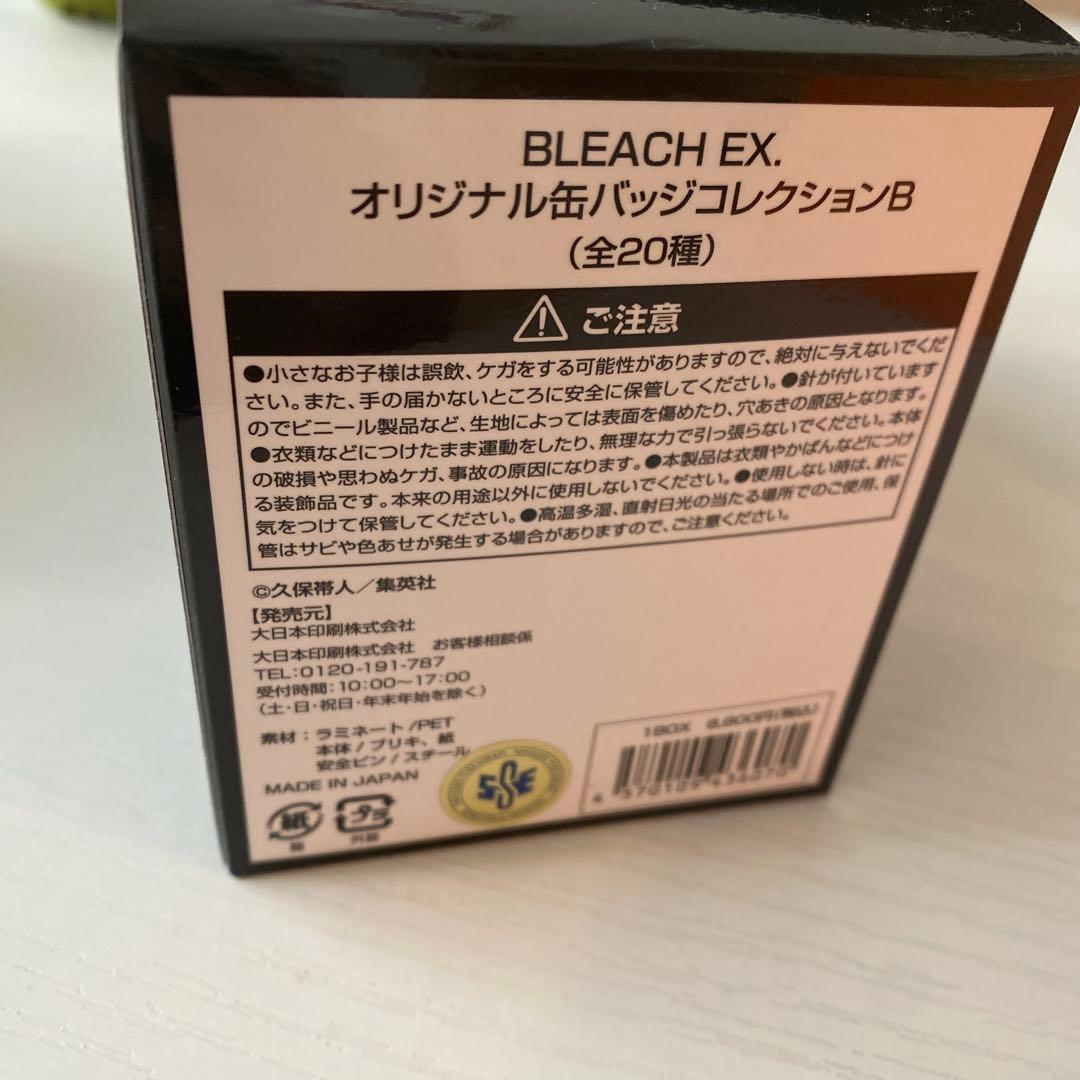 BLEACH EX.
オリジナル缶バッジコレクションB
(全20種)
ご注意
●小さなお子様は誤飲、ケガをする可能性がありますので、絶対に与えないでくだ
さい。また、手の届かないところに安全に保管してください。●針が付いています
のでビニール製品など、生地によっては表面を傷めたり、穴あきの原因となります。
●衣類などにつけたまま運動をしたり、無理な力で引っ張らないでください。本体
の破損や思わぬケガ、事故の原因になります。●本製品は衣類やかばんなどにつけ
る装飾品です。本来の用途以外に使用しないでください。●使用しない時は、針に
気をつけて保管してください。●高温多湿、直射日光の当たる場所でのご使用、保
管はサビや色あせが発生する場合がありますので、ご注意ください。
©久保帯人／集英社
【発売元】
大日本印刷株式会社
大日本印刷株式会社　お客様相談係
TEL:0120-191-787
受付時間:10:00～17:00
(土・日・祝日・年末年始を除く)
素材:ラミネート/PET
本体/ブリキ、紙
安全ピン/スチール
MADE IN JAPAN
紙
箱
プラ
外袋
1BOX 8,800円(税込)